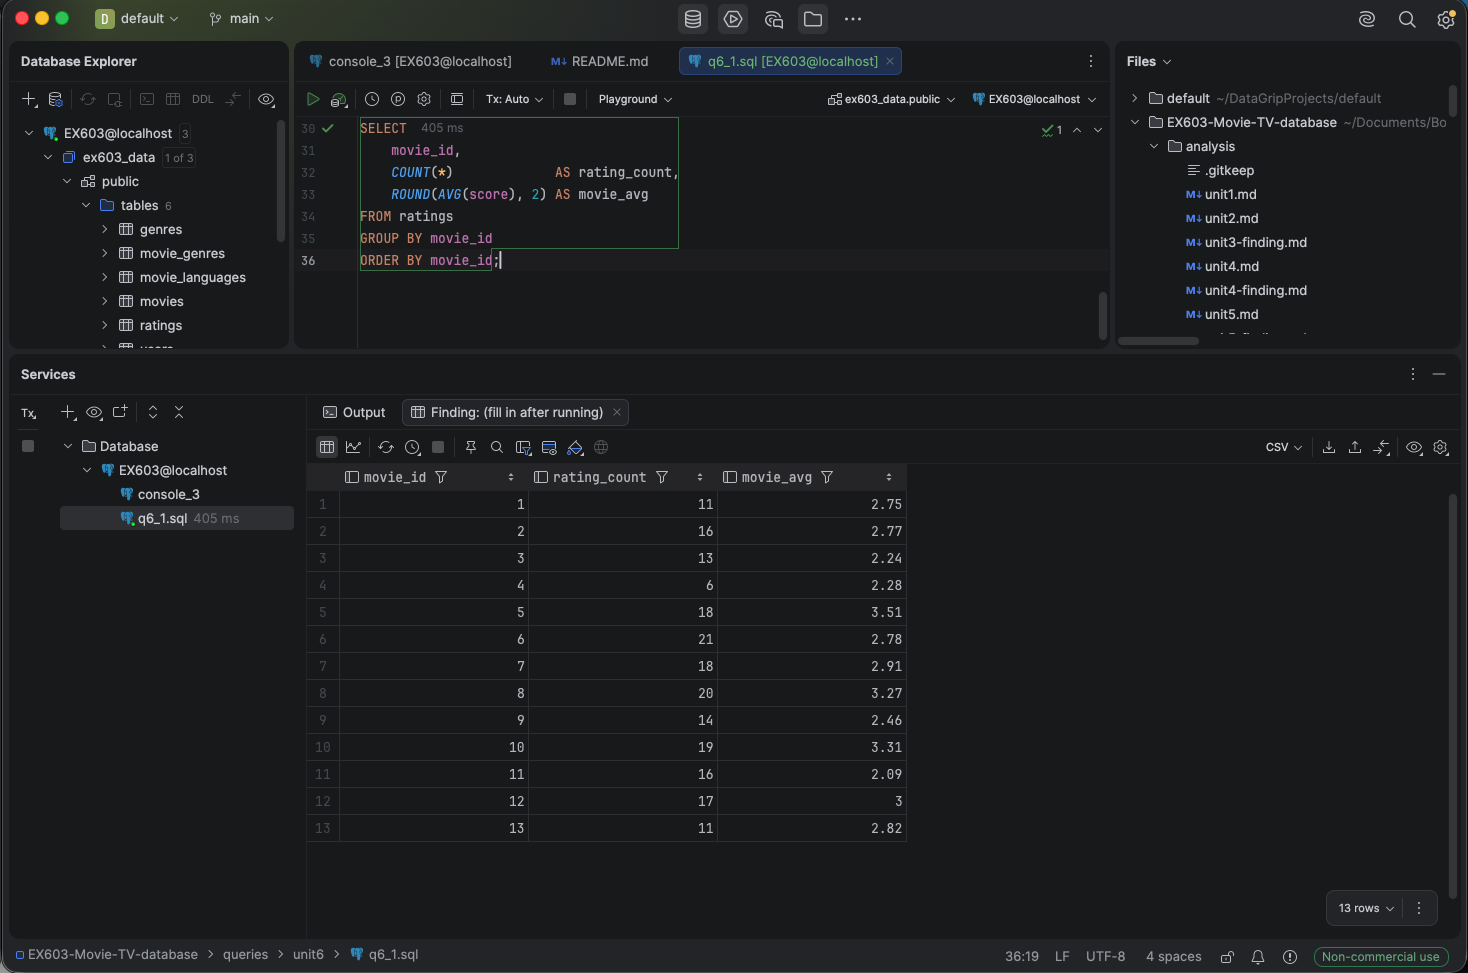 D default main
Database Explorer
DDL
EX603@localhost 3
ex603_data 1 of 3
public
tables 6
genres
movie_genres
movie_languages
movies
ratings
console_3 [EX603@localhost]
M↓ README.md
q6_1.sql [EX603@localhost]
Tx: Auto
Playground
ex603_data.public
EX603@localhost
30 SELECT 405 ms
31 movie_id,
32 COUNT(*) AS rating_count,
33 ROUND(AVG(score), 2) AS movie_avg
34 FROM ratings
35 GROUP BY movie_id
36 ORDER BY movie_id;
1
Files
default ~/DataGripProjects/default
EX603-Movie-TV-database ~/Documents/Bo
analysis
.gitkeep
M↓ unit1.md
M↓ unit2.md
M↓ unit3-finding.md
M↓ unit4.md
M↓ unit4-finding.md
M↓ unit5.md
Services
Tx
Database
EX603@localhost
console_3
q6_1.sql 405 ms
Output
Finding: (fill in after running)
CSV
movie_id rating_count movie_avg
1 1 11 2.75
2 2 16 2.77
3 3 13 2.24
4 4 6 2.28
5 5 18 3.51
6 6 21 2.78
7 7 18 2.91
8 8 20 3.27
9 9 14 2.46
10 10 19 3.31
11 11 16 2.09
12 12 17 3
13 13 11 2.82
13 rows
EX603-Movie-TV-database > queries > unit6 > q6_1.sql
36:19 LF UTF-8 4 spaces
Non-commercial use